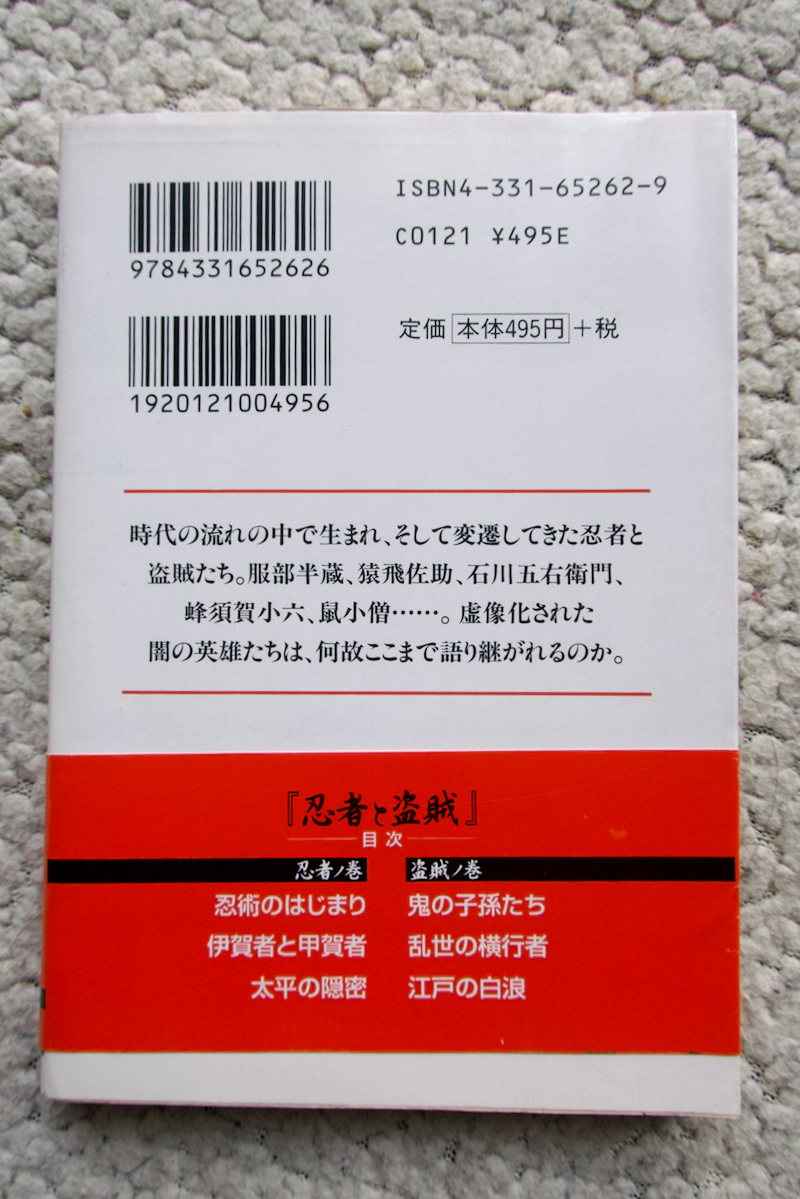 ISBN4-331-65262-9
C0121 ¥495E
9784331652626
定価 本体495円+税
1920121004956
時代の流れの中で生まれ、そして変遷してきた忍者と
盗賊たち。服部半蔵、猿飛佐助、石川五右衛門、
蜂須賀小六、鼠小僧……。虚像化された
闇の英雄たちは、何故ここまで語り継がれるのか。
『忍者と盗賊』
目次
忍者ノ巻
忍術のはじまり
伊賀者と甲賀者
太平の隠密
盗賊ノ巻
鬼の子孫たち
乱世の横行者
江戸の白浪